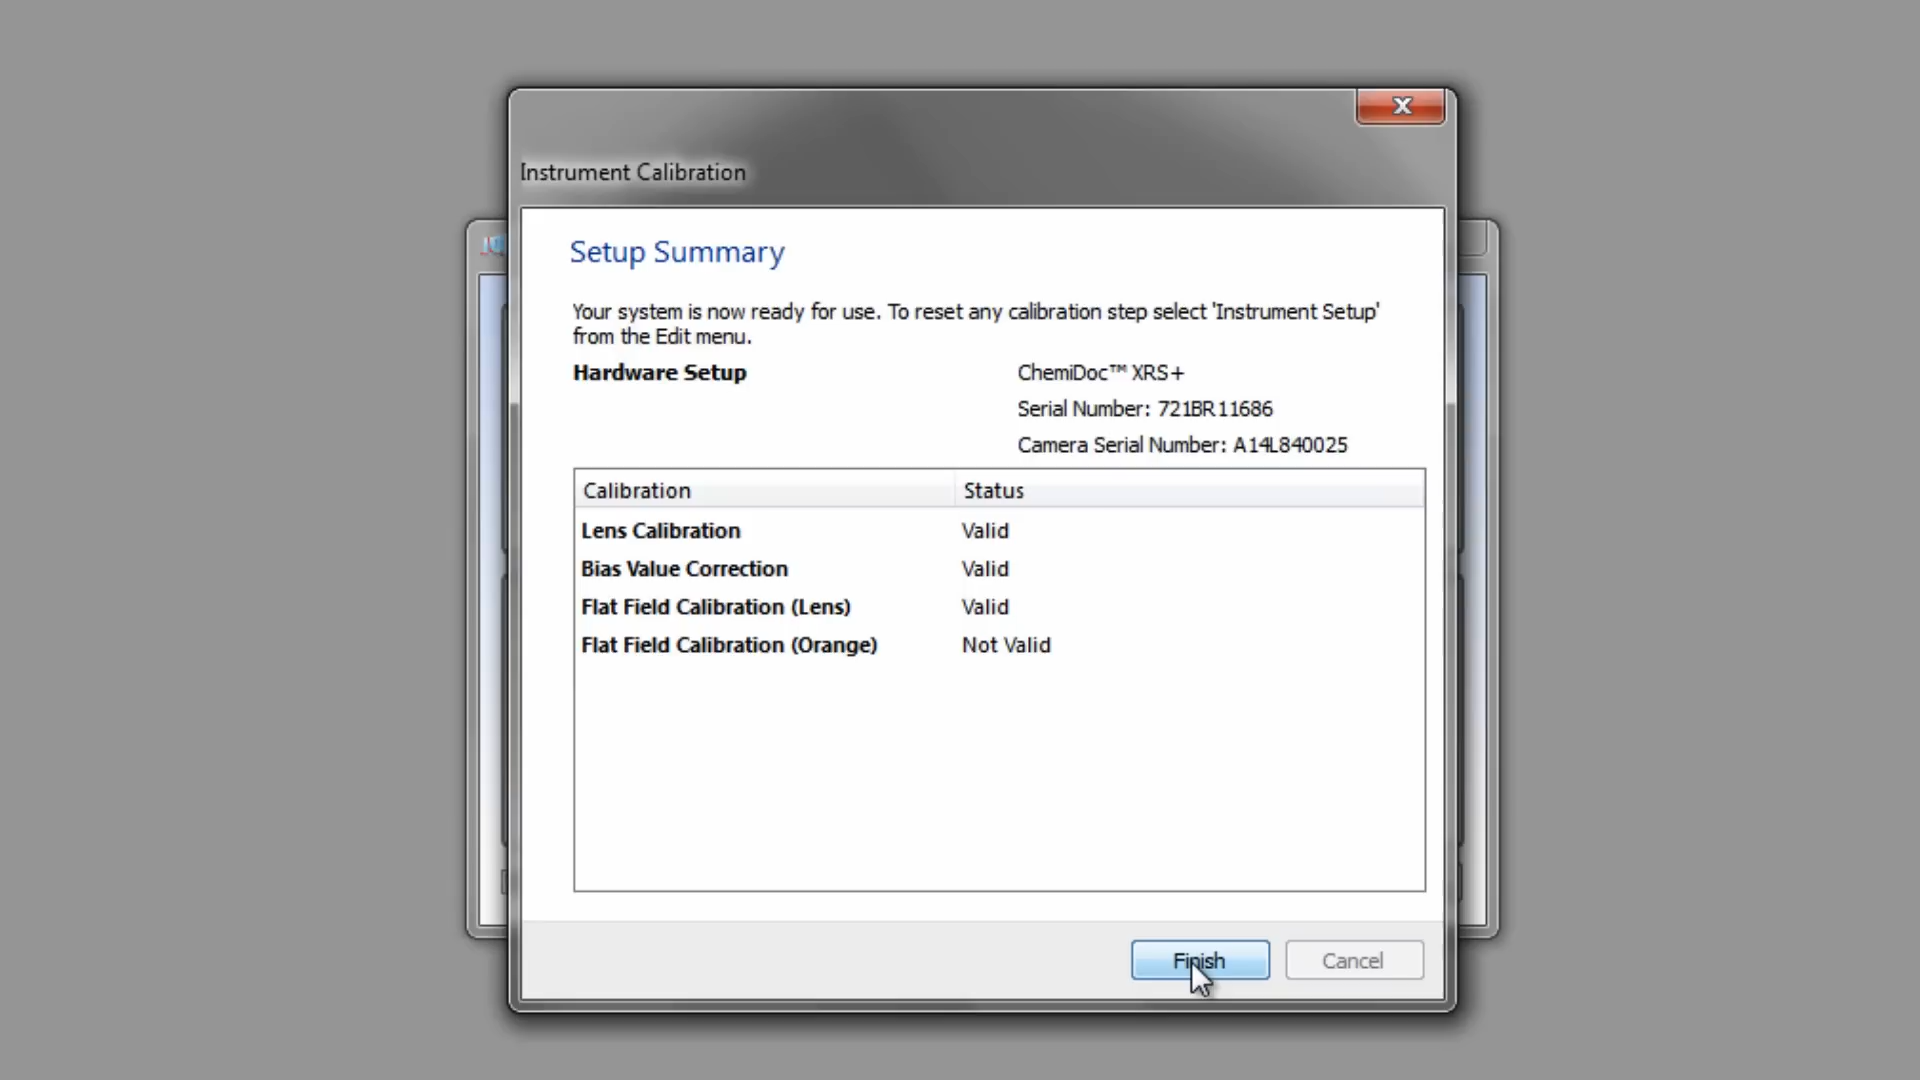 Instrument Calibration
Setup Summary
Your system is now ready for use. To reset any calibration step select 'Instrument Setup'
from the Edit menu.
Hardware Setup
ChemiDoc™ XRS+
Serial Number: 721BR11686
Camera Serial Number: A14L840025
Calibration Status
Lens Calibration Valid
Bias Value Correction Valid
Flat Field Calibration (Lens) Valid
Flat Field Calibration (Orange) Not Valid
Finish Cancel